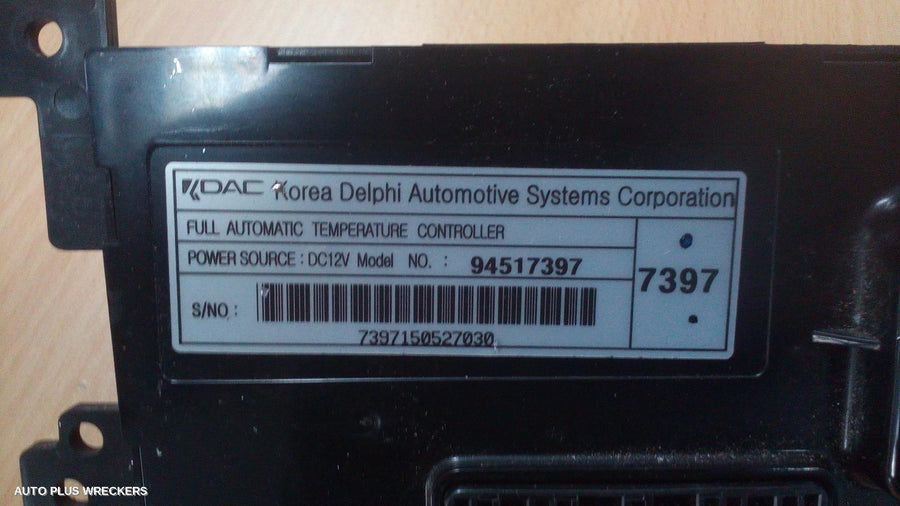 KDAC Korea Delphi Automotive Systems Corporation
FULL AUTOMATIC TEMPERATURE CONTROLLER
POWER SOURCE : DC12V Model NO. : 94517397
7397
S/NO :
7397150527030
AUTO PLUS WRECKERS